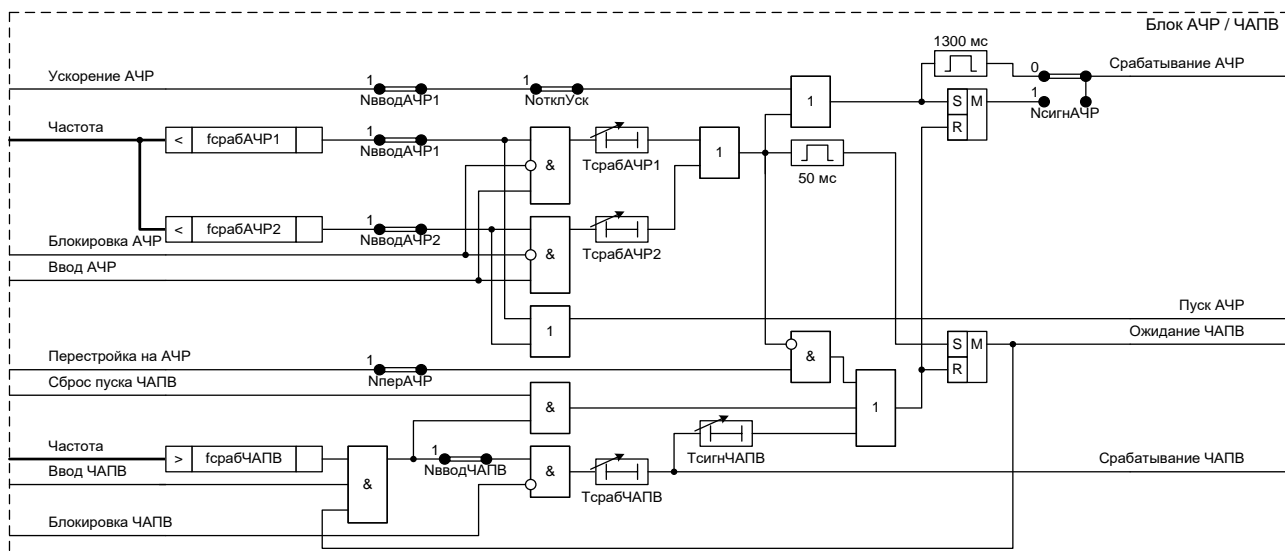 Блок АЧР / ЧАПВ
1300 мс
Ускорение АЧР
1
NвводАЧР1
1
NотклУск
1
0
1
NсигнАЧР
Срабатывание АЧР
S M
R
Частота
< fсрабАЧР1
1
NвводАЧР1
&
TсрабАЧР1
1
50 мс
< fсрабАЧР2
1
NвводАЧР2
&
TсрабАЧР2
Блокировка АЧР
Ввод АЧР
1
Пуск АЧР
Ожидание ЧАПВ
Перестройка на АЧР
1
NперАЧР
&
S M
R
Сброс пуска ЧАПВ
&
1
Частота
> fсрабЧАПВ
1
NвводЧАПВ
&
TсигнЧАПВ
Ввод ЧАПВ
&
TсрабЧАПВ
Срабатывание ЧАПВ
Блокировка ЧАПВ